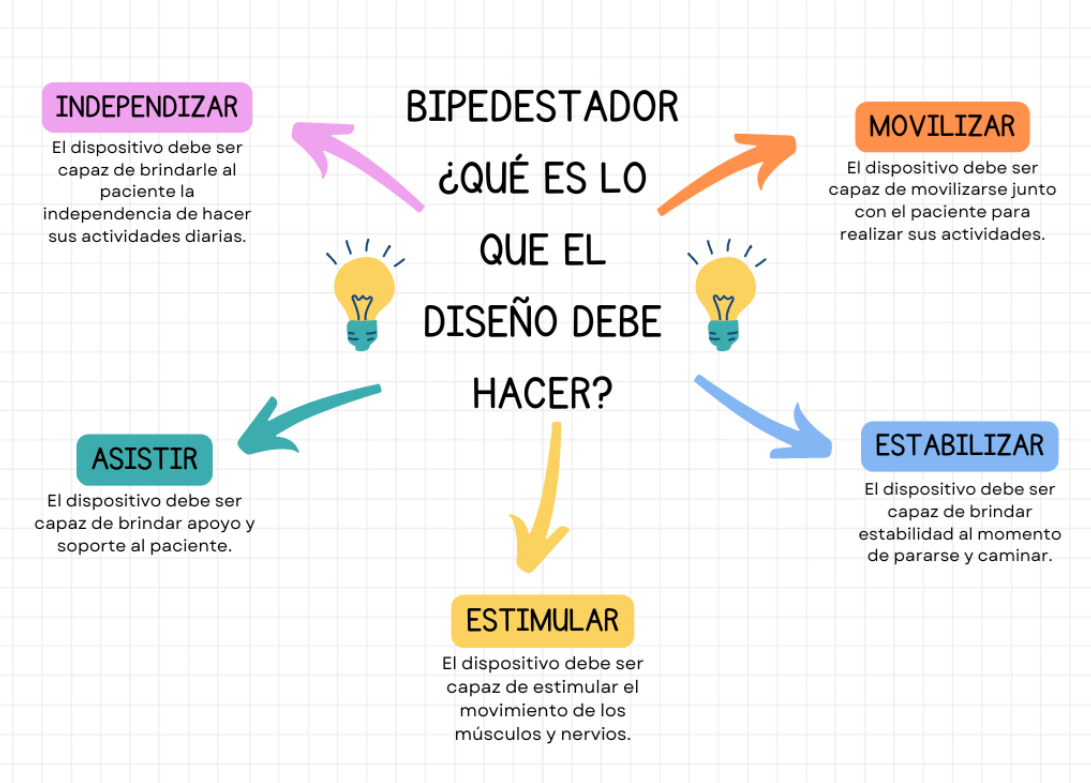 BIPEDESTADOR
¿QUÉ ES LO
QUE EL
DISEÑO DEBE
HACER?
INDEPENDIZAR
El dispositivo debe ser
capaz de brindarle al
paciente la
independencia de hacer
sus actividades diarias.
MOVILIZAR
El dispositivo debe ser
capaz de movilizarse junto
con el paciente para
realizar sus actividades.
ASISTIR
El dispositivo debe ser
capaz de brindar apoyo y
soporte al paciente.
ESTABILIZAR
El dispositivo debe ser
capaz de brindar
estabilidad al momento
de pararse y caminar.
ESTIMULAR
El dispositivo debe ser
capaz de estimular el
movimiento de los
músculos y nervios.